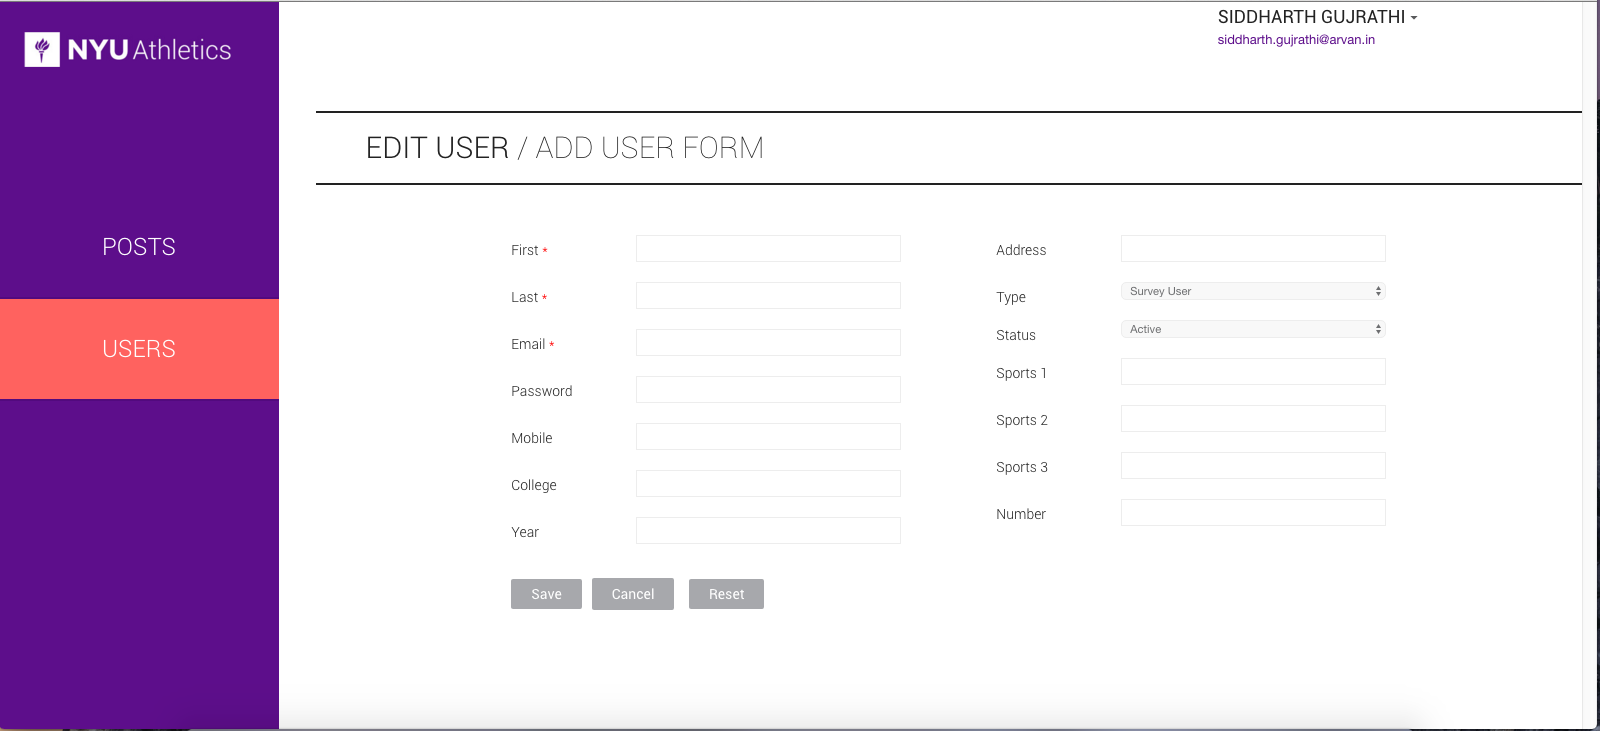 NYU Athletics
SIDDHARTH GUJRATHI
siddharth.gujrathi@arvan.in
EDIT USER / ADD USER FORM
POSTS
USERS
First *
Last *
Email *
Password
Mobile
College
Year
Address
Type Survey User
Status Active
Sports 1
Sports 2
Sports 3
Number
Save Cancel Reset